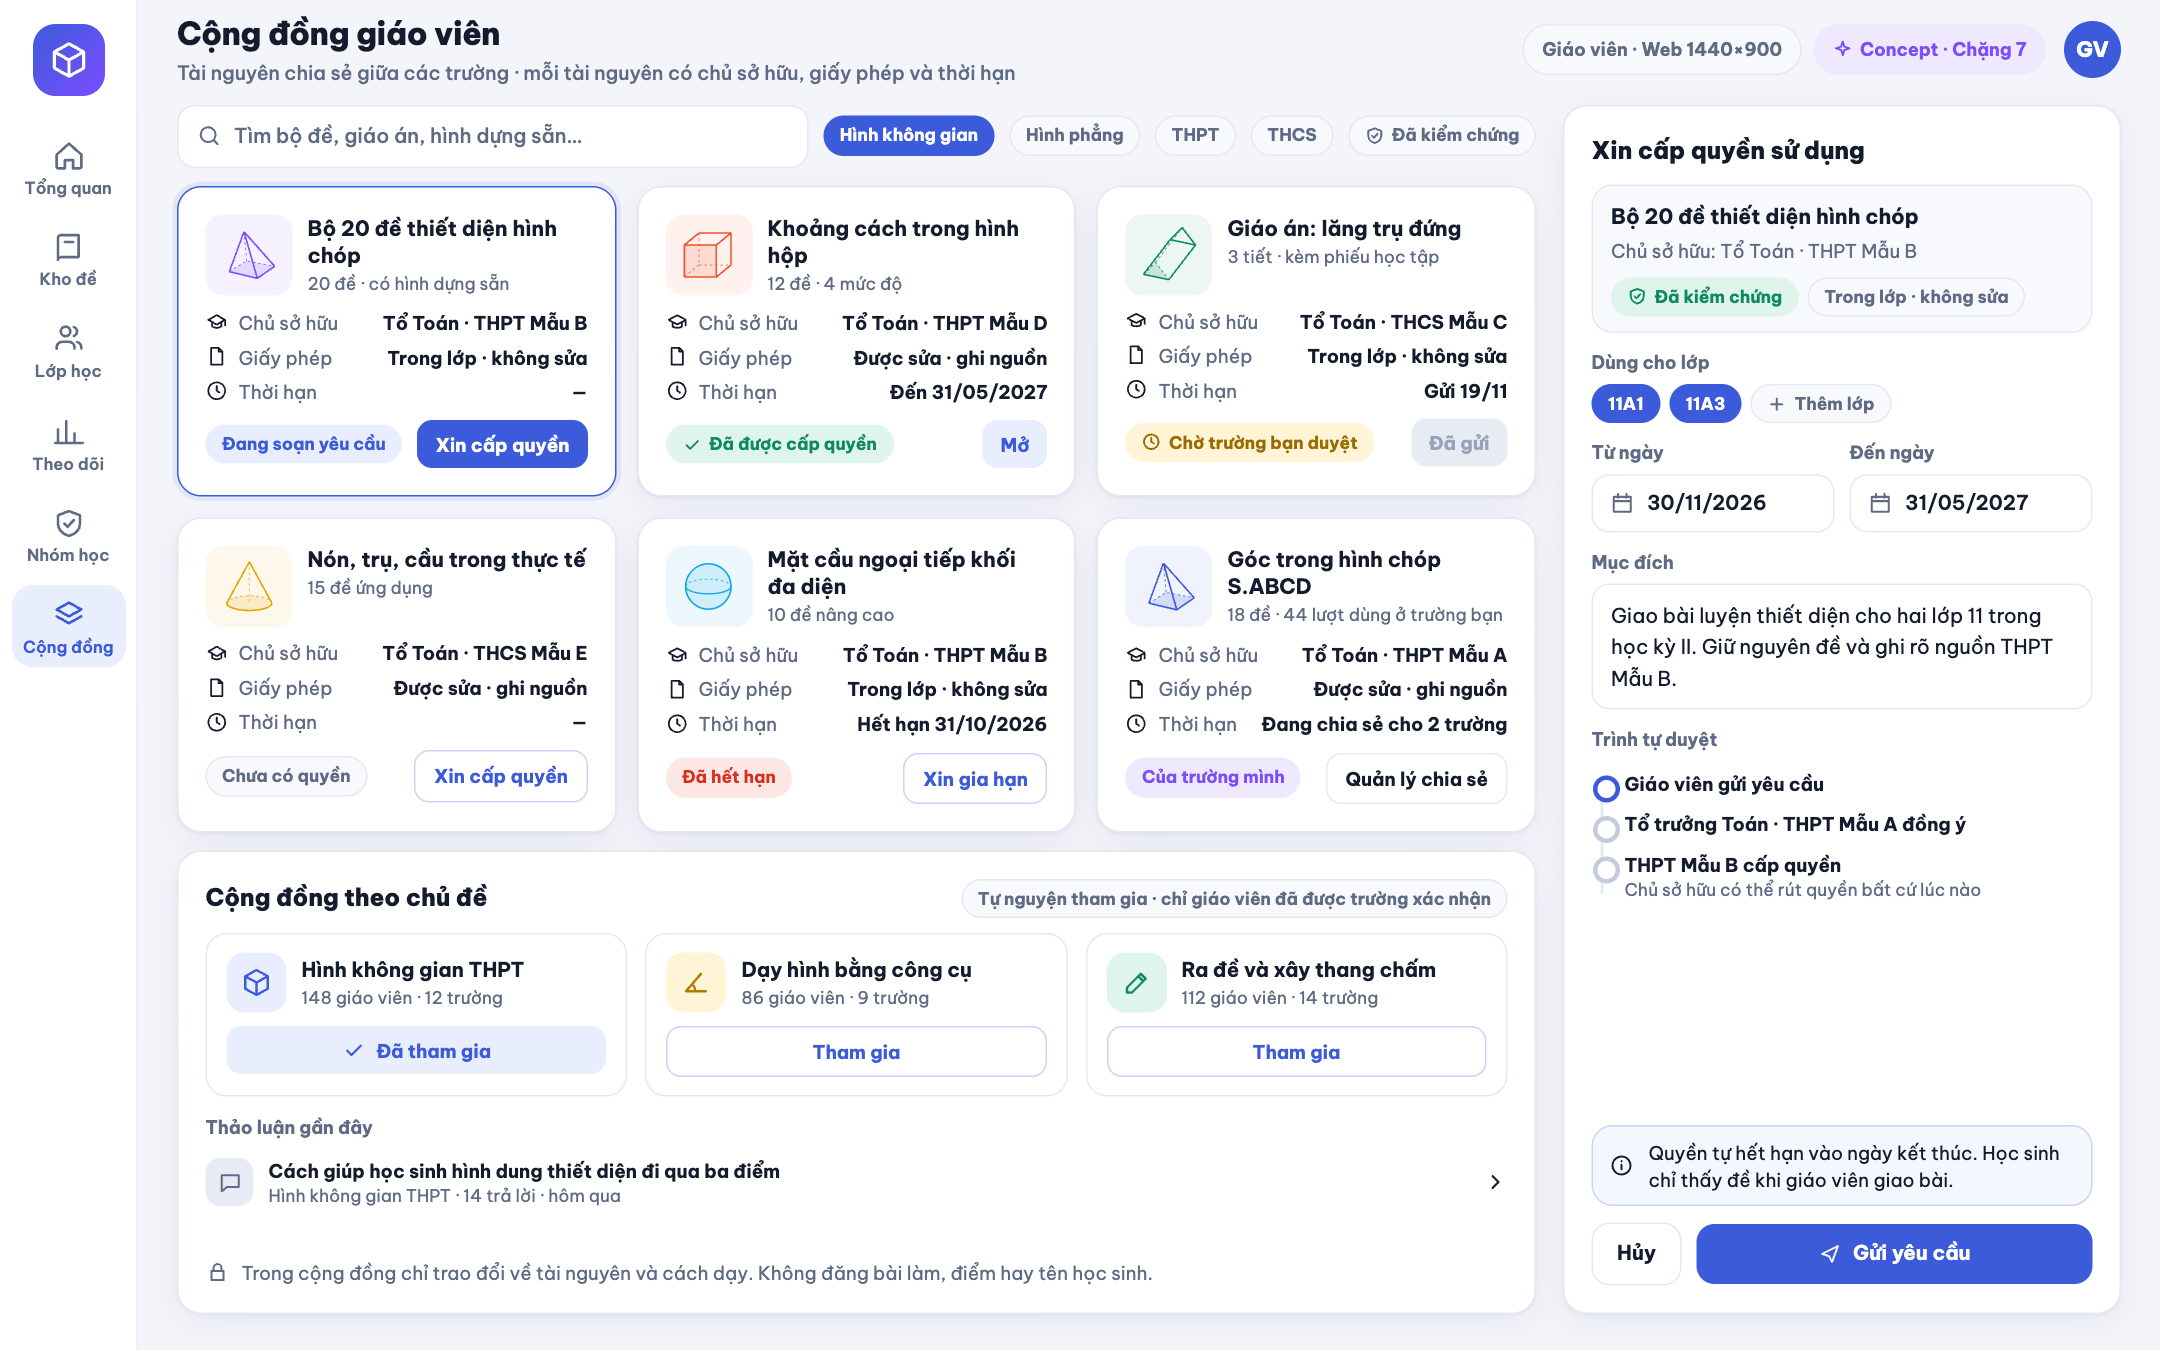 Cộng đồng giáo viên
Tài nguyên chia sẻ giữa các trường · mỗi tài nguyên có chủ sở hữu, giấy phép và thời hạn
Giáo viên · Web 1440×900
Concept · Chặng 7
GV
Tổng quan
Kho đề
Lớp học
Theo dõi
Nhóm học
Cộng đồng
Tìm bộ đề, giáo án, hình dựng sẵn...
Hình không gian
Hình phẳng
THPT
THCS
Đã kiểm chứng
Bộ 20 đề thiết diện hình
chóp
20 đề · có hình dựng sẵn
Chủ sở hữu
Tổ Toán · THPT Mẫu B
Giấy phép
Trong lớp · không sửa
Thời hạn
–
Đang soạn yêu cầu
Xin cấp quyền
Khoảng cách trong hình
hộp
12 đề · 4 mức độ
Chủ sở hữu
Tổ Toán · THPT Mẫu D
Giấy phép
Được sửa · ghi nguồn
Thời hạn
Đến 31/05/2027
Đã được cấp quyền
Mở
Giáo án: lăng trụ đứng
3 tiết · kèm phiếu học tập
Chủ sở hữu
Tổ Toán · THCS Mẫu C
Giấy phép
Trong lớp · không sửa
Thời hạn
Gửi 19/11
Chờ trường bạn duyệt
Đã gửi
Nón, trụ, cầu trong thực tế
15 đề ứng dụng
Chủ sở hữu
Tổ Toán · THCS Mẫu E
Giấy phép
Được sửa · ghi nguồn
Thời hạn
–
Chưa có quyền
Xin cấp quyền
Mặt cầu ngoại tiếp khối
đa diện
10 đề nâng cao
Chủ sở hữu
Tổ Toán · THPT Mẫu B
Giấy phép
Trong lớp · không sửa
Thời hạn
Hết hạn 31/10/2026
Đã hết hạn
Xin gia hạn
Góc trong hình chóp
S.ABCD
18 đề · 44 lượt dùng ở trường bạn
Chủ sở hữu
Tổ Toán · THPT Mẫu A
Giấy phép
Được sửa · ghi nguồn
Thời hạn
Đang chia sẻ cho 2 trường
Của trường mình
Quản lý chia sẻ
Cộng đồng theo chủ đề
Tự nguyện tham gia · chỉ giáo viên đã được trường xác nhận
Hình không gian THPT
148 giáo viên · 12 trường
Đã tham gia
Dạy hình bằng công cụ
86 giáo viên · 9 trường
Tham gia
Ra đề và xây thang chấm
112 giáo viên · 14 trường
Tham gia
Thảo luận gần đây
Cách giúp học sinh hình dung thiết diện đi qua ba điểm
Hình không gian THPT · 14 trả lời · hôm qua
Trong cộng đồng chỉ trao đổi về tài nguyên và cách dạy. Không đăng bài làm, điểm hay tên học sinh.
Xin cấp quyền sử dụng
Bộ 20 đề thiết diện hình chóp
Chủ sở hữu: Tổ Toán · THPT Mẫu B
Đã kiểm chứng
Trong lớp · không sửa
Dùng cho lớp
11A1
11A3
Thêm lớp
Từ ngày
Đến ngày
30/11/2026
31/05/2027
Mục đích
Giao bài luyện thiết diện cho hai lớp 11 trong
học kỳ II. Giữ nguyên đề và ghi rõ nguồn THPT
Mẫu B.
Trình tự duyệt
Giáo viên gửi yêu cầu
Tổ trưởng Toán · THPT Mẫu A đồng ý
THPT Mẫu B cấp quyền
Chủ sở hữu có thể rút quyền bất cứ lúc nào
Quyền tự hết hạn vào ngày kết thúc. Học sinh
chỉ thấy đề khi giáo viên giao bài.
Hủy
Gửi yêu cầu